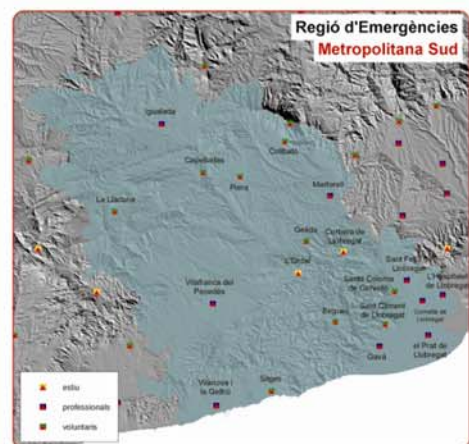 Regió d'Emergències
Metropolitana Sud
Igualada
Collbató
Capellades
Piera
Martorell
La Llacuna
Gelida
Cervera de
Llobregat
L'Ordal
Sant Feliu
Llobregat
L'Hospitalet
de Llobregat
Santa Coloma
de Cervelló
Vilafranca del
Penedès
Sant Climent
de Llobregat
Cornellà de
Llobregat
Begues
el Prat de
Llobregat
Gavà
Sitges
Vilanova i
la Geltrú
estiu
professionals
voluntaris